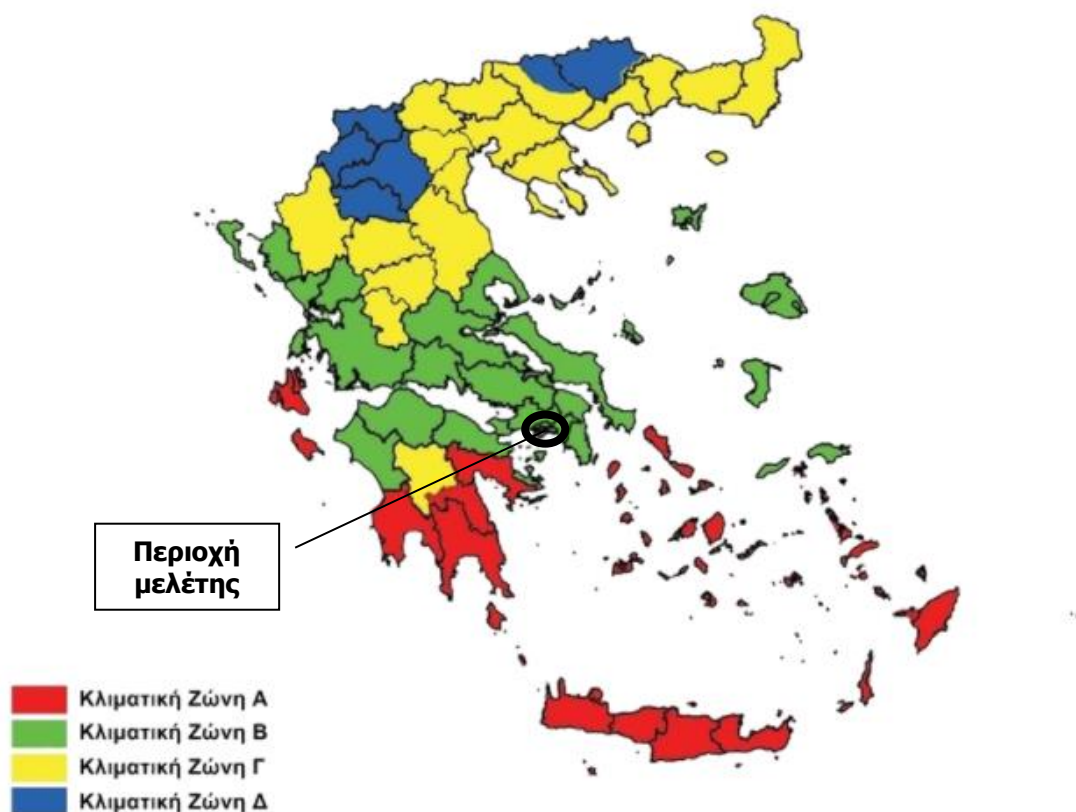 Περιοχή
μελέτης
Κλιματική Ζώνη Α
Κλιματική Ζώνη Β
Κλιματική Ζώνη Γ
Κλιματική Ζώνη Δ